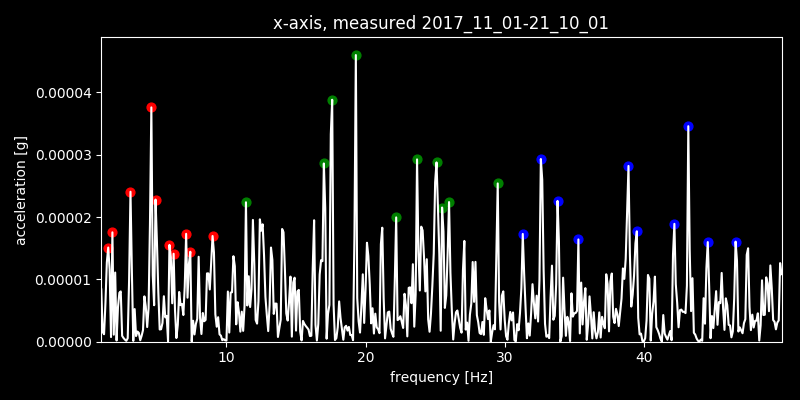 x-axis, measured 2017_11_01-21_10_01
acceleration [g]
0.00004
0.00003
0.00002
0.00001
0.00000
10 20 30 40
frequency [Hz]